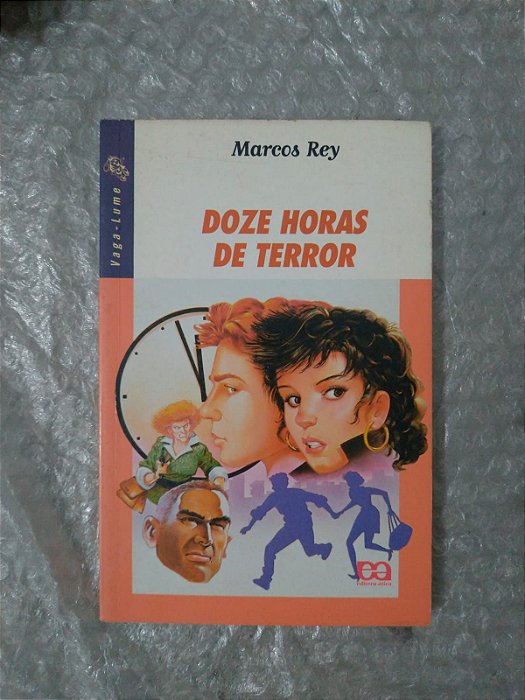 Marcos Rey
Vaga-Lume
DOZE HORAS
DE TERROR
editora ática